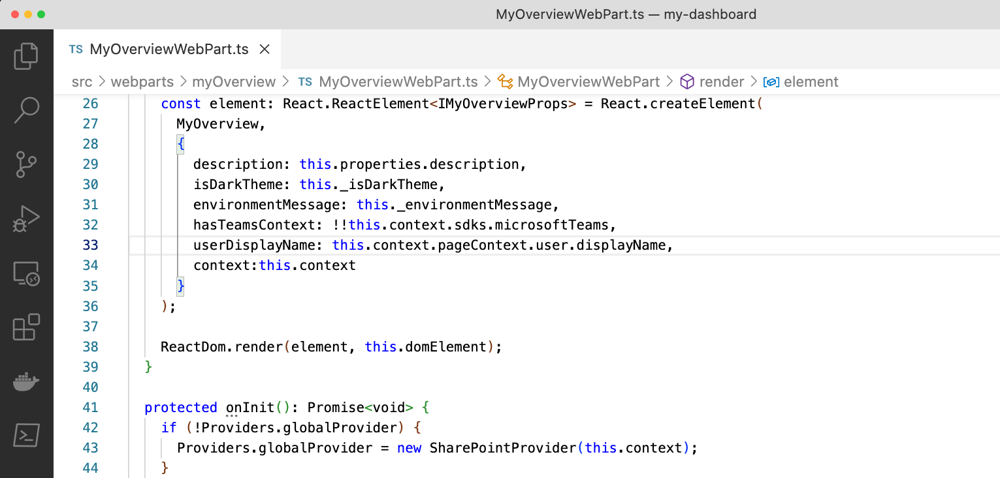 MyOverviewWebPart.ts — my-dashboard
TS MyOverviewWebPart.ts ×
src > webparts > myOverview > TS MyOverviewWebPart.ts > MyOverviewWebPart > render > element
26 const element: React.ReactElement<IMyOverviewProps> = React.createElement(
27 MyOverview,
28 {
29 description: this.properties.description,
30 isDarkTheme: this._isDarkTheme,
31 environmentMessage: this._environmentMessage,
32 hasTeamsContext: !!this.context.sdks.microsoftTeams,
33 userDisplayName: this.context.pageContext.user.displayName,
34 context:this.context
35 }
36 );
37
38 ReactDom.render(element, this.domElement);
39 }
40
41 protected onInit(): Promise<void> {
42 if (!Providers.globalProvider) {
43 Providers.globalProvider = new SharePointProvider(this.context);
44 }